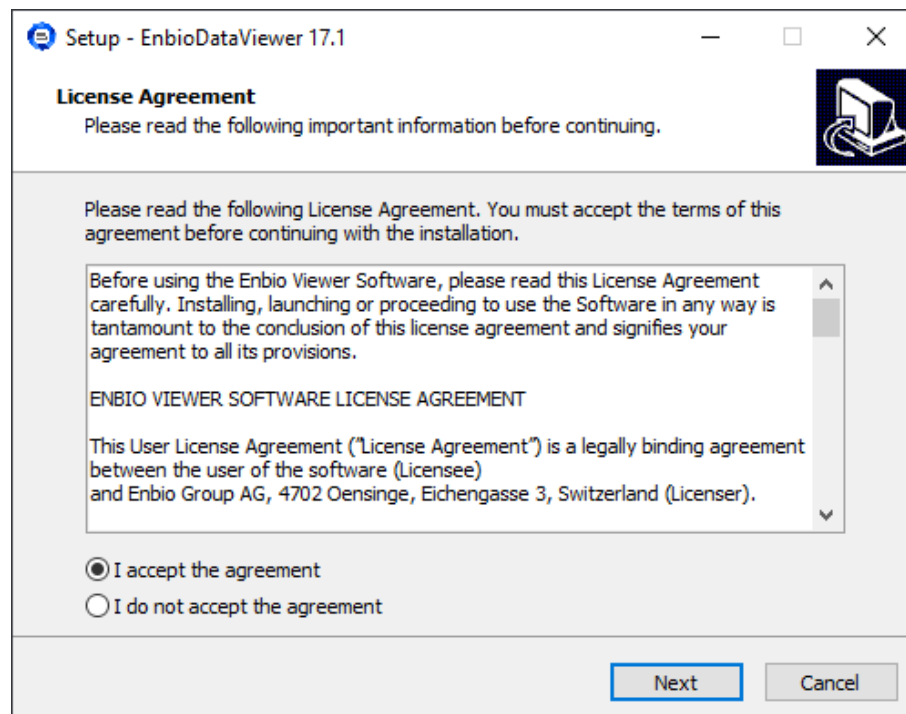 Setup - EnbioDataViewer 17.1
License Agreement
Please read the following important information before continuing.
Please read the following License Agreement. You must accept the terms of this
agreement before continuing with the installation.
Before using the Enbio Viewer Software, please read this License Agreement
carefully. Installing, launching or proceeding to use the Software in any way is
tantamount to the conclusion of this license agreement and signifies your
agreement to all its provisions.
ENBIO VIEWER SOFTWARE LICENSE AGREEMENT
This User License Agreement ("License Agreement") is a legally binding agreement
between the user of the software (Licensee)
and Enbio Group AG, 4702 Oensinge, Eichengasse 3, Switzerland (Licenser).
I accept the agreement
I do not accept the agreement
Next
Cancel